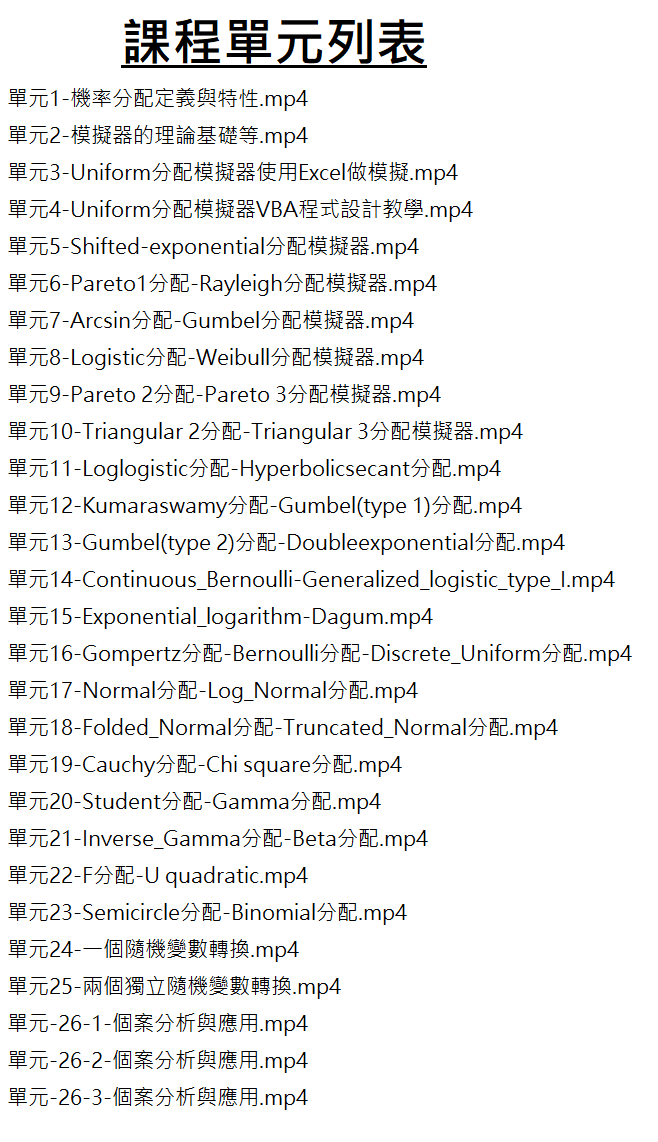 課程單元列表
單元1-機率分配定義與特性.mp4
單元2-模擬器的理論基礎等.mp4
單元3-Uniform分配模擬器使用Excel做模擬.mp4
單元4-Uniform分配模擬器VBA程式設計教學.mp4
單元5-Shifted-exponential分配模擬器.mp4
單元6-Pareto1分配-Rayleigh分配模擬器.mp4
單元7-Arcsin分配-Gumbel分配模擬器.mp4
單元8-Logistic分配-Weibull分配模擬器.mp4
單元9-Pareto 2分配-Pareto 3分配模擬器.mp4
單元10-Triangular 2分配-Triangular 3分配模擬器.mp4
單元11-Loglogistic分配-Hyperbolicsecant分配.mp4
單元12-Kumaraswamy分配-Gumbel(type 1)分配.mp4
單元13-Gumbel(type 2)分配-Doubleexponential分配.mp4
單元14-Continuous_Bernoulli-Generalized_logistic_type_I.mp4
單元15-Exponential_logarithm-Dagum.mp4
單元16-Gompertz分配-Bernoulli分配-Discrete_Uniform分配.mp4
單元17-Normal分配-Log_Normal分配.mp4
單元18-Folded_Normal分配-Truncated_Normal分配.mp4
單元19-Cauchy分配-Chi square分配.mp4
單元20-Student分配-Gamma分配.mp4
單元21-Inverse_Gamma分配-Beta分配.mp4
單元22-F分配-U quadratic.mp4
單元23-Semicircle分配-Binomial分配.mp4
單元24-一個隨機變數轉換.mp4
單元25-兩個獨立隨機變數轉換.mp4
單元-26-1-個案分析與應用.mp4
單元-26-2-個案分析與應用.mp4
單元-26-3-個案分析與應用.mp4